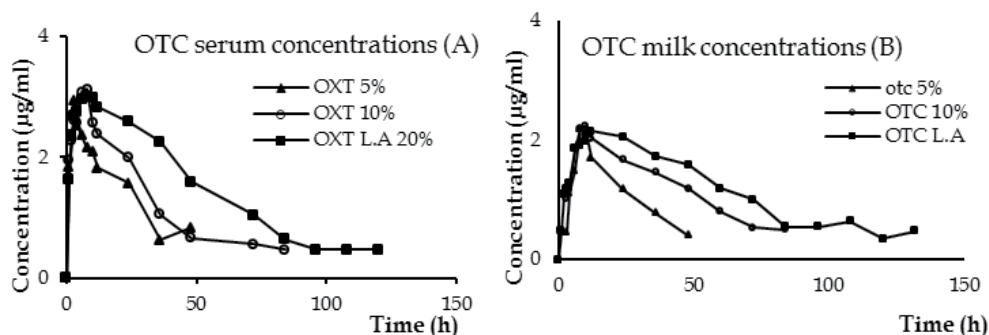 4
OTC serum concentrations (A)
OXT 5%
OXT 10%
OXT L.A 20%
2
0
0
50
100
150
Concentration (µg/ml)
Time (h)
4
OTC milk concentrations (B)
otc 5%
OTC 10%
OTC L.A
2
0
0
50
100
150
Concentration (µg/ml)
Time (h)